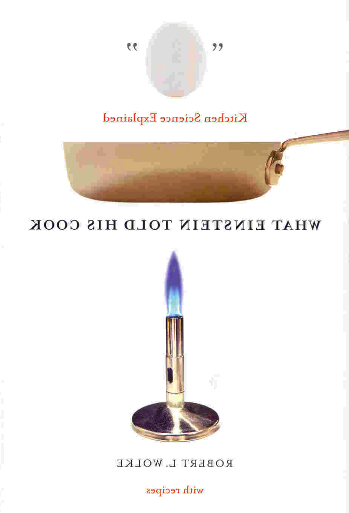 " "
Kitchen Science Explained
WHAT EINSTEIN TOLD HIS COOK
ROBERT L. WOLKE
with recipes